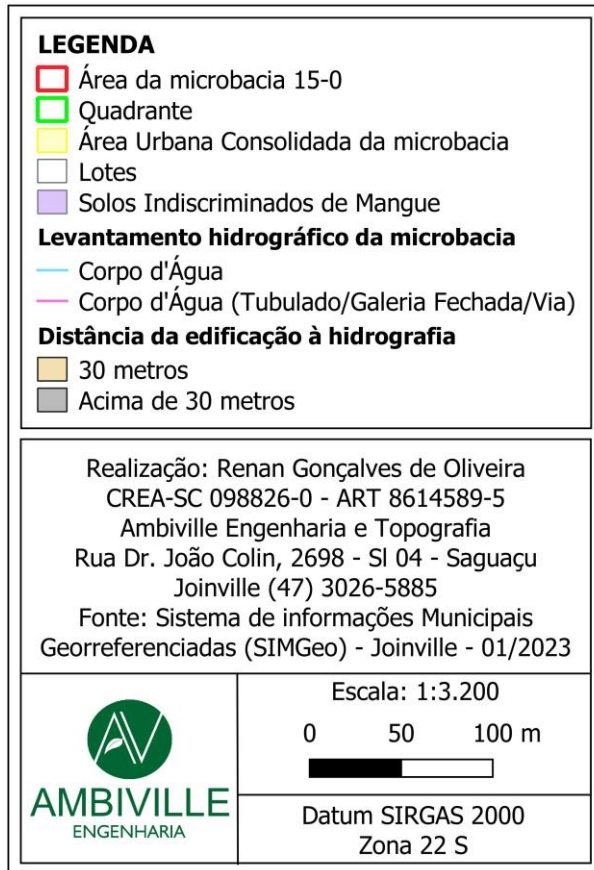 LEGENDA
Área da microbacia 15-0
Quadrante
Área Urbana Consolidada da microbacia
Lotes
Solos Indiscriminados de Mangue
Levantamento hidrográfico da microbacia
Corpo d'Água
Corpo d'Água (Tubulado/Galeria Fechada/Via)
Distância da edificação à hidrografia
30 metros
Acima de 30 metros
Realização: Renan Gonçalves de Oliveira
CREA-SC 098826-0 - ART 8614589-5
Ambiville Engenharia e Topografia
Rua Dr. João Colin, 2698 - Sl 04 - Saguaçu
Joinville (47) 3026-5885
Fonte: Sistema de informações Municipais
Georreferenciadas (SIMGeo) - Joinville - 01/2023
AV
AMBIVILLE
ENGENHARIA
Escala: 1:3.200
0 50 100 m
Datum SIRGAS 2000
Zona 22 S